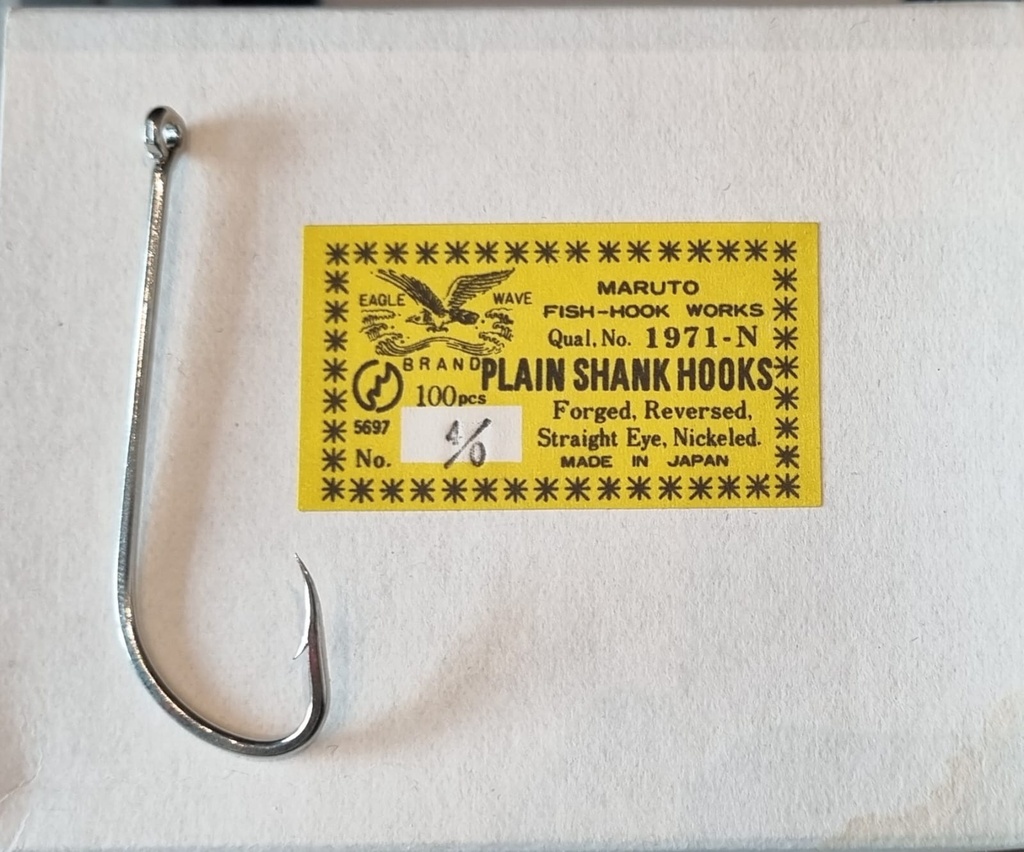 EAGLE WAVE
BRAND
MARUTO
FISH-HOOK WORKS
Qual. No. 1971-N
PLAIN SHANK HOOKS
100pcs
Forged, Reversed,
5697
Straight Eye, Nickeled.
No. 4/0
MADE IN JAPAN